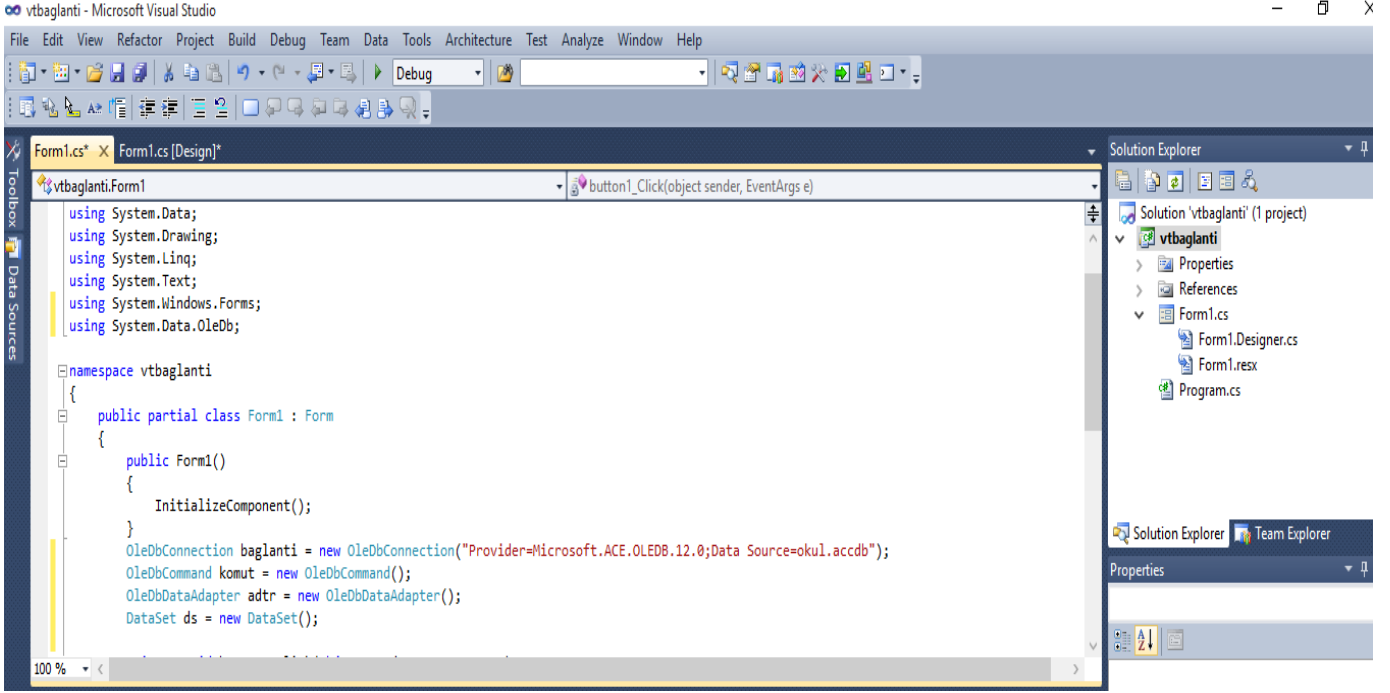 vtbaglanti - Microsoft Visual Studio
File Edit View Refactor Project Build Debug Team Data Tools Architecture Test Analyze Window Help
Debug
Form1.cs* X Form1.cs [Design]*
vtbaglanti.Form1
button1_Click(object sender, EventArgs e)
Toolbox
Data Sources
using System.Data;
using System.Drawing;
using System.Linq;
using System.Text;
using System.Windows.Forms;
using System.Data.OleDb;
namespace vtbaglanti
{
public partial class Form1 : Form
{
public Form1()
{
InitializeComponent();
}
OleDbConnection baglanti = new OleDbConnection("Provider=Microsoft.ACE.OLEDB.12.0;Data Source=okul.accdb");
OleDbCommand komut = new OleDbCommand();
OleDbDataAdapter adtr = new OleDbDataAdapter();
DataSet ds = new DataSet();
100 %
Solution Explorer
Solution 'vtbaglanti' (1 project)
vtbaglanti
Properties
References
Form1.cs
Form1.Designer.cs
Form1.resx
Program.cs
Solution Explorer Team Explorer
Properties